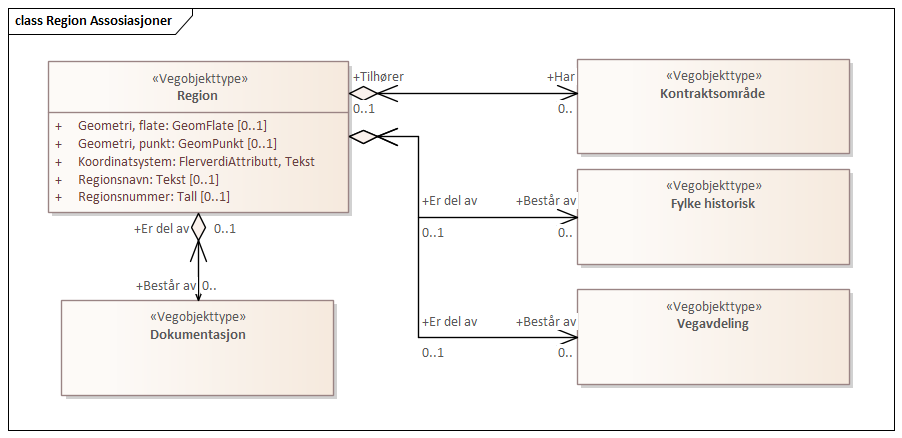 class Region Assosiasjoner
«Vegobjekttype»
Region
+ Geometri, flate: GeomFlate [0..1]
+ Geometri, punkt: GeomPunkt [0..1]
+ Koordinatsystem: FlerverdiAttributt, Tekst
+ Regionsnavn: Tekst [0..1]
+ Regionsnummer: Tall [0..1]
+Tilhører
0..1
+Har
0..
«Vegobjekttype»
Kontraktsområde
+Er del av
0..1
+Består av
0..
«Vegobjekttype»
Fylke historisk
+Er del av
0..1
+Består av
0..
«Vegobjekttype»
Vegavdeling
+Er del av
0..1
+Består av
0..
«Vegobjekttype»
Dokumentasjon